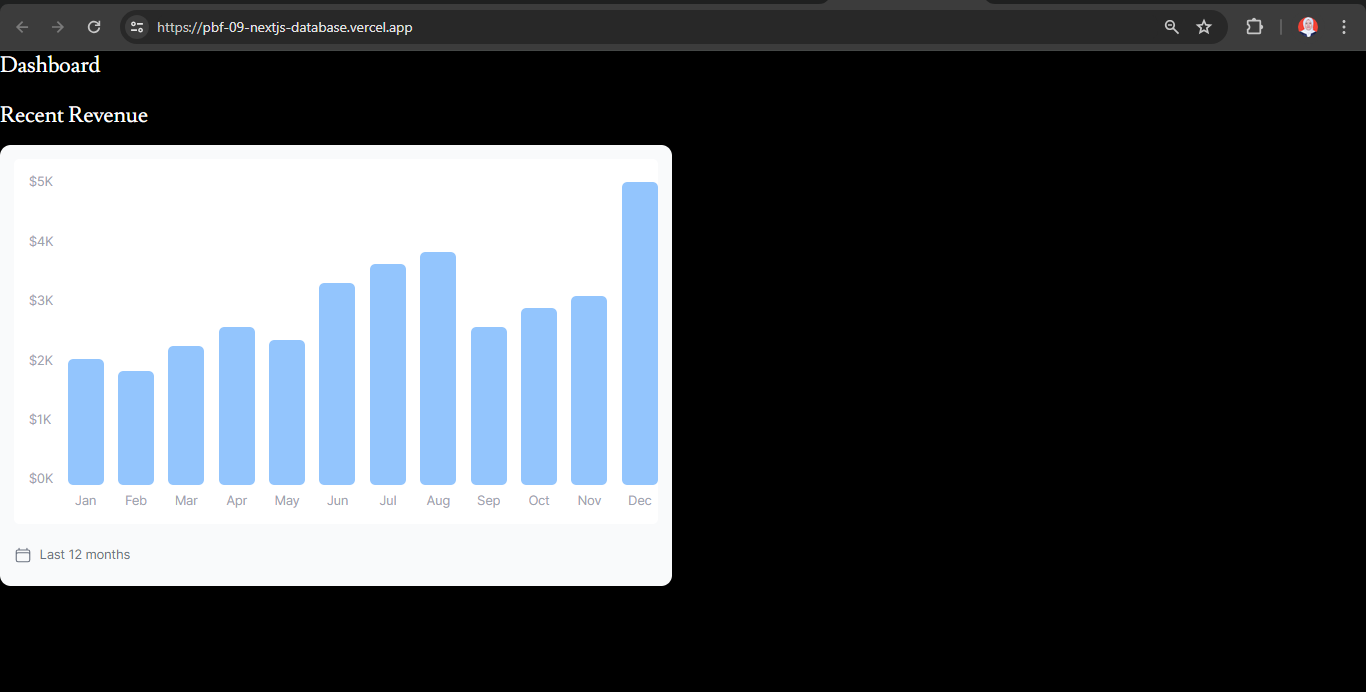 https://pbf-09-nextjs-database.vercel.app
Dashboard
Recent Revenue
$5K
$4K
$3K
$2K
$1K
$0K
Jan Feb Mar Apr May Jun Jul Aug Sep Oct Nov Dec
Last 12 months